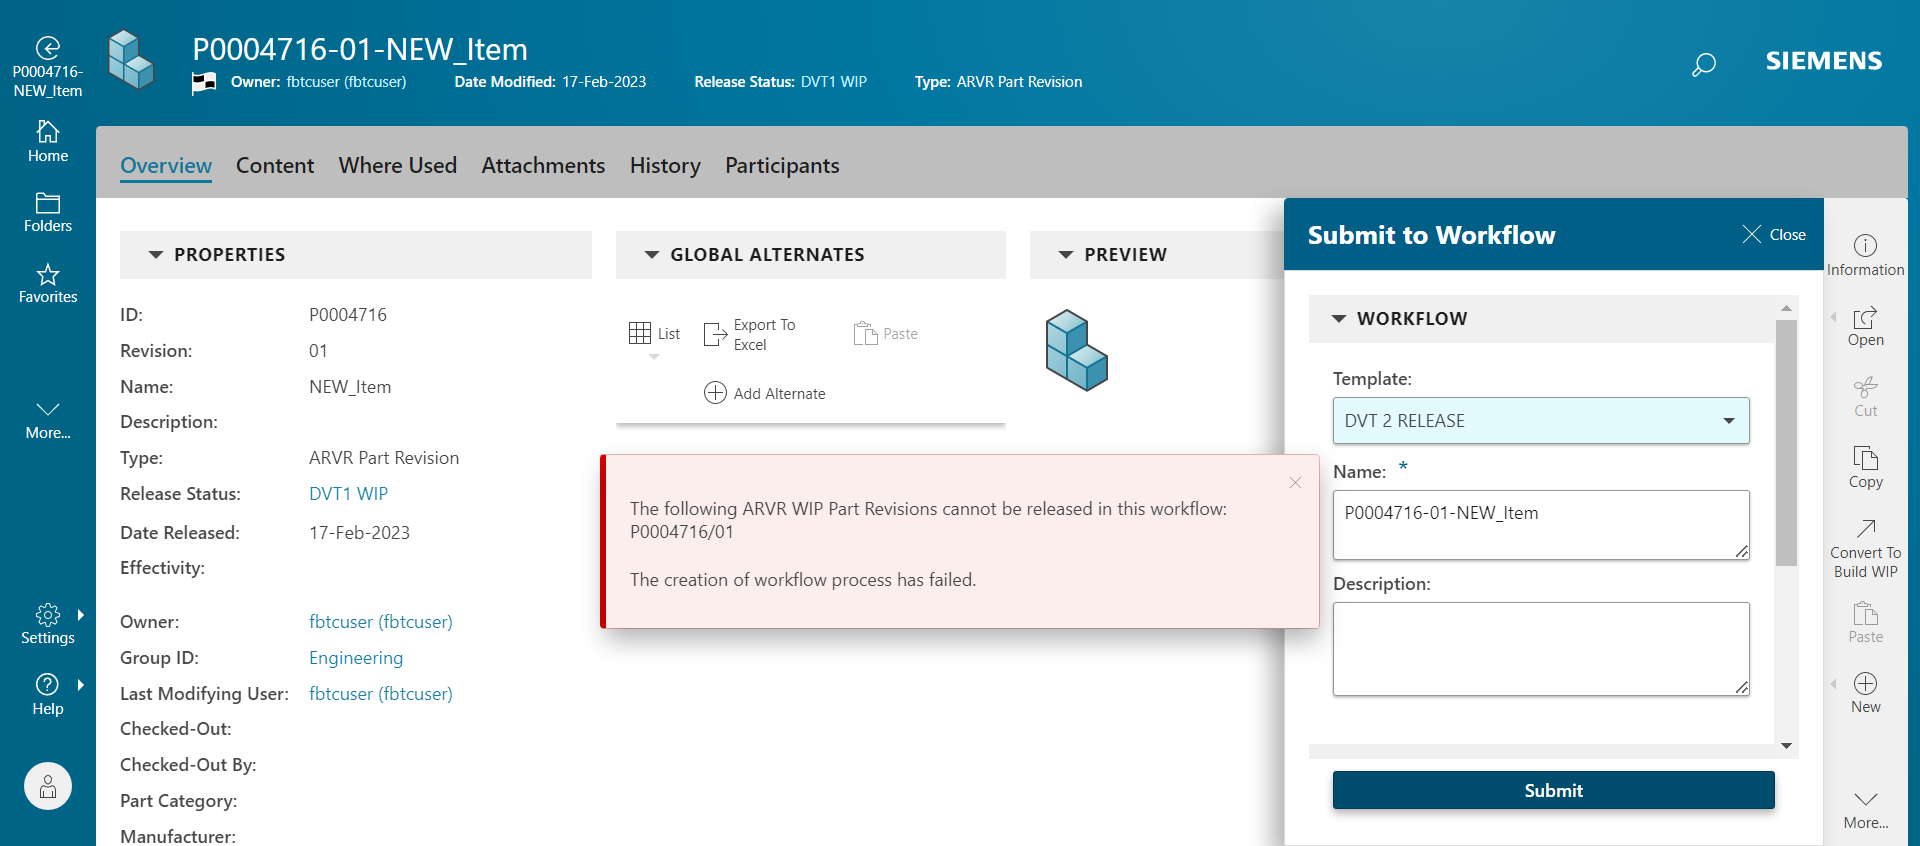 P0004716-
NEW_Item
Home
Folders
Favorites
More...
Settings
Help
P0004716-01-NEW_Item
Owner: fbtcuser (fbtcuser) Date Modified: 17-Feb-2023 Release Status: DVT1 WIP Type: ARVR Part Revision
SIEMENS
Overview Content Where Used Attachments History Participants
PROPERTIES
ID: P0004716
Revision: 01
Name: NEW_Item
Description:
Type: ARVR Part Revision
Release Status: DVT1 WIP
Date Released: 17-Feb-2023
Effectivity:
Owner: fbtcuser (fbtcuser)
Group ID: Engineering
Last Modifying User: fbtcuser (fbtcuser)
Checked-Out:
Checked-Out By:
Part Category:
Manufacturer:
GLOBAL ALTERNATES
List
Export To
Excel
Paste
Add Alternate
PREVIEW
The following ARVR WIP Part Revisions cannot be released in this workflow:
P0004716/01
The creation of workflow process has failed.
Submit to Workflow
Close
WORKFLOW
Template:
DVT 2 RELEASE
Name: *
P0004716-01-NEW_Item
Description:
Submit
Information
Open
Cut
Copy
Convert To
Build WIP
Paste
New
More...